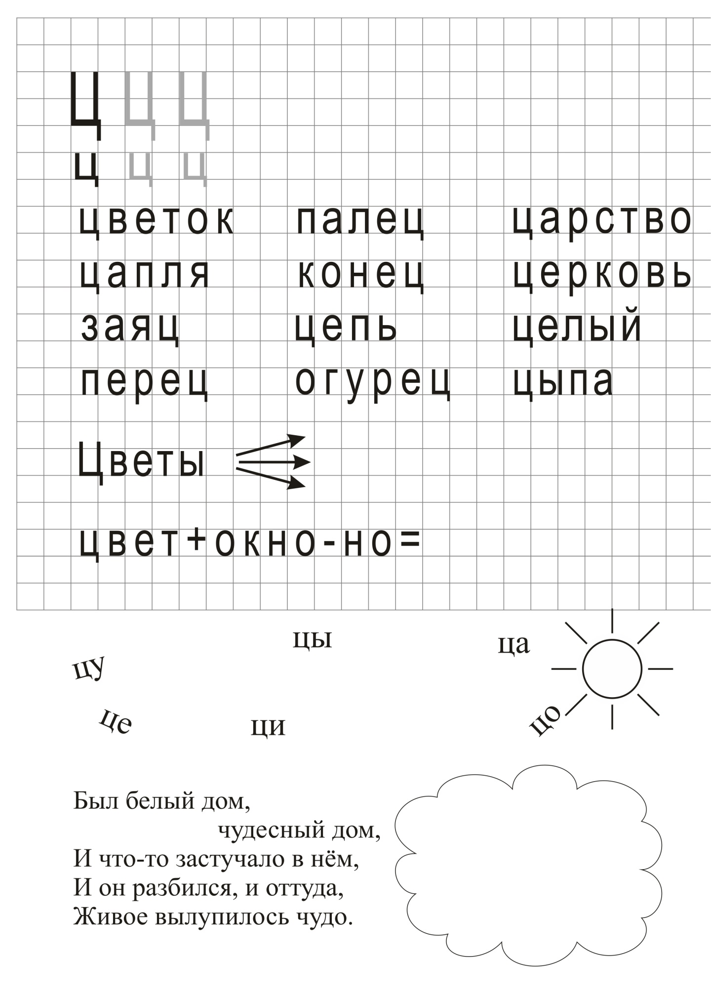 Ц Ц Ц
ц ц ц
цветок палец царство
цапля конец церковь
заяц цепь целый
перец огурец цыпа
Цветы
цвет+окно-но=
цы ца
цу
це ци цо
Был белый дом,
чудесный дом,
И что-то застучало в нём,
И он разбился, и оттуда,
Живое вылупилось чудо.